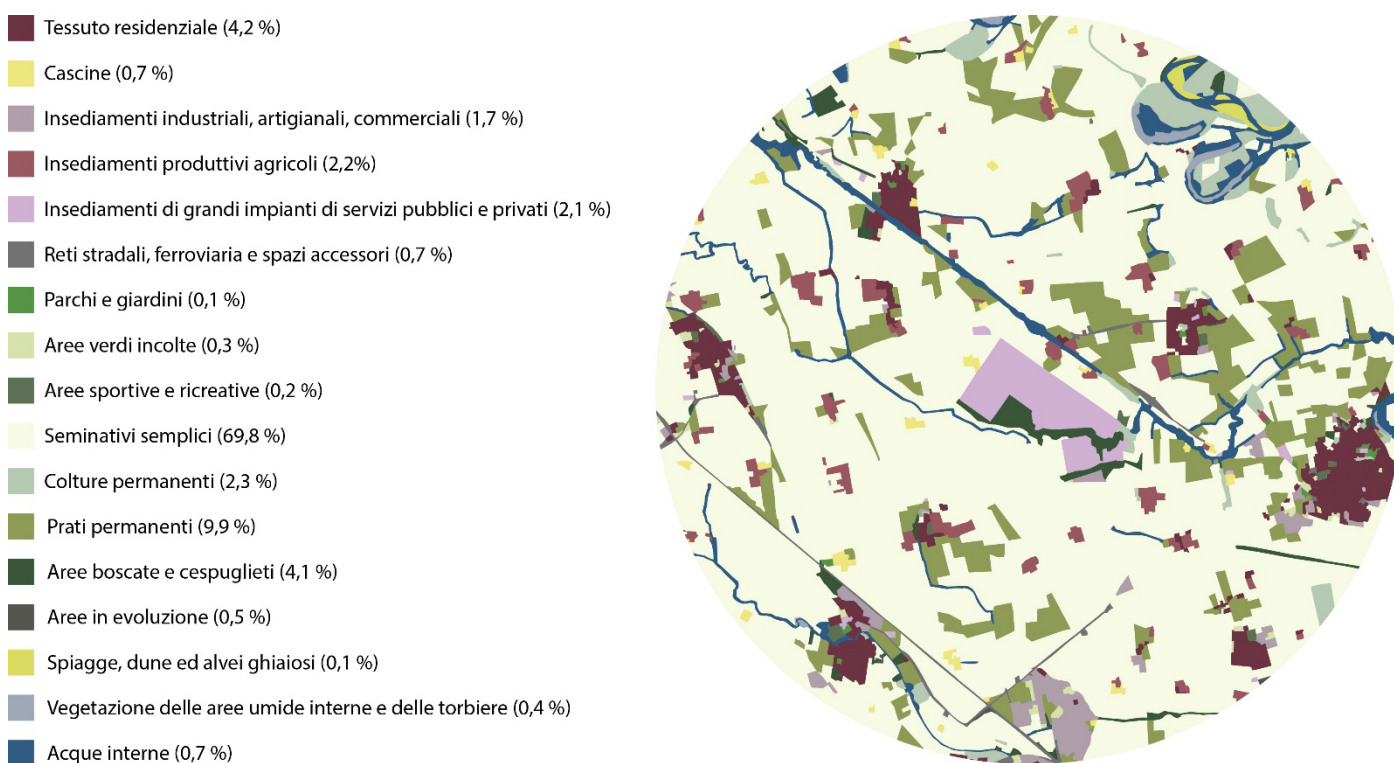 Tessuto residenziale (4,2 %)
Cascine (0,7 %)
Insediamenti industriali, artigianali, commerciali (1,7 %)
Insediamenti produttivi agricoli (2,2%)
Insediamenti di grandi impianti di servizi pubblici e privati (2,1 %)
Reti stradali, ferroviaria e spazi accessori (0,7 %)
Parchi e giardini (0,1 %)
Aree verdi incolte (0,3 %)
Aree sportive e ricreative (0,2 %)
Seminativi semplici (69,8 %)
Colture permanenti (2,3 %)
Prati permanenti (9,9 %)
Aree boscate e cespuglieti (4,1 %)
Aree in evoluzione (0,5 %)
Spiagge, dune ed alvei ghiaiosi (0,1 %)
Vegetazione delle aree umide interne e delle torbiere (0,4 %)
Acque interne (0,7 %)